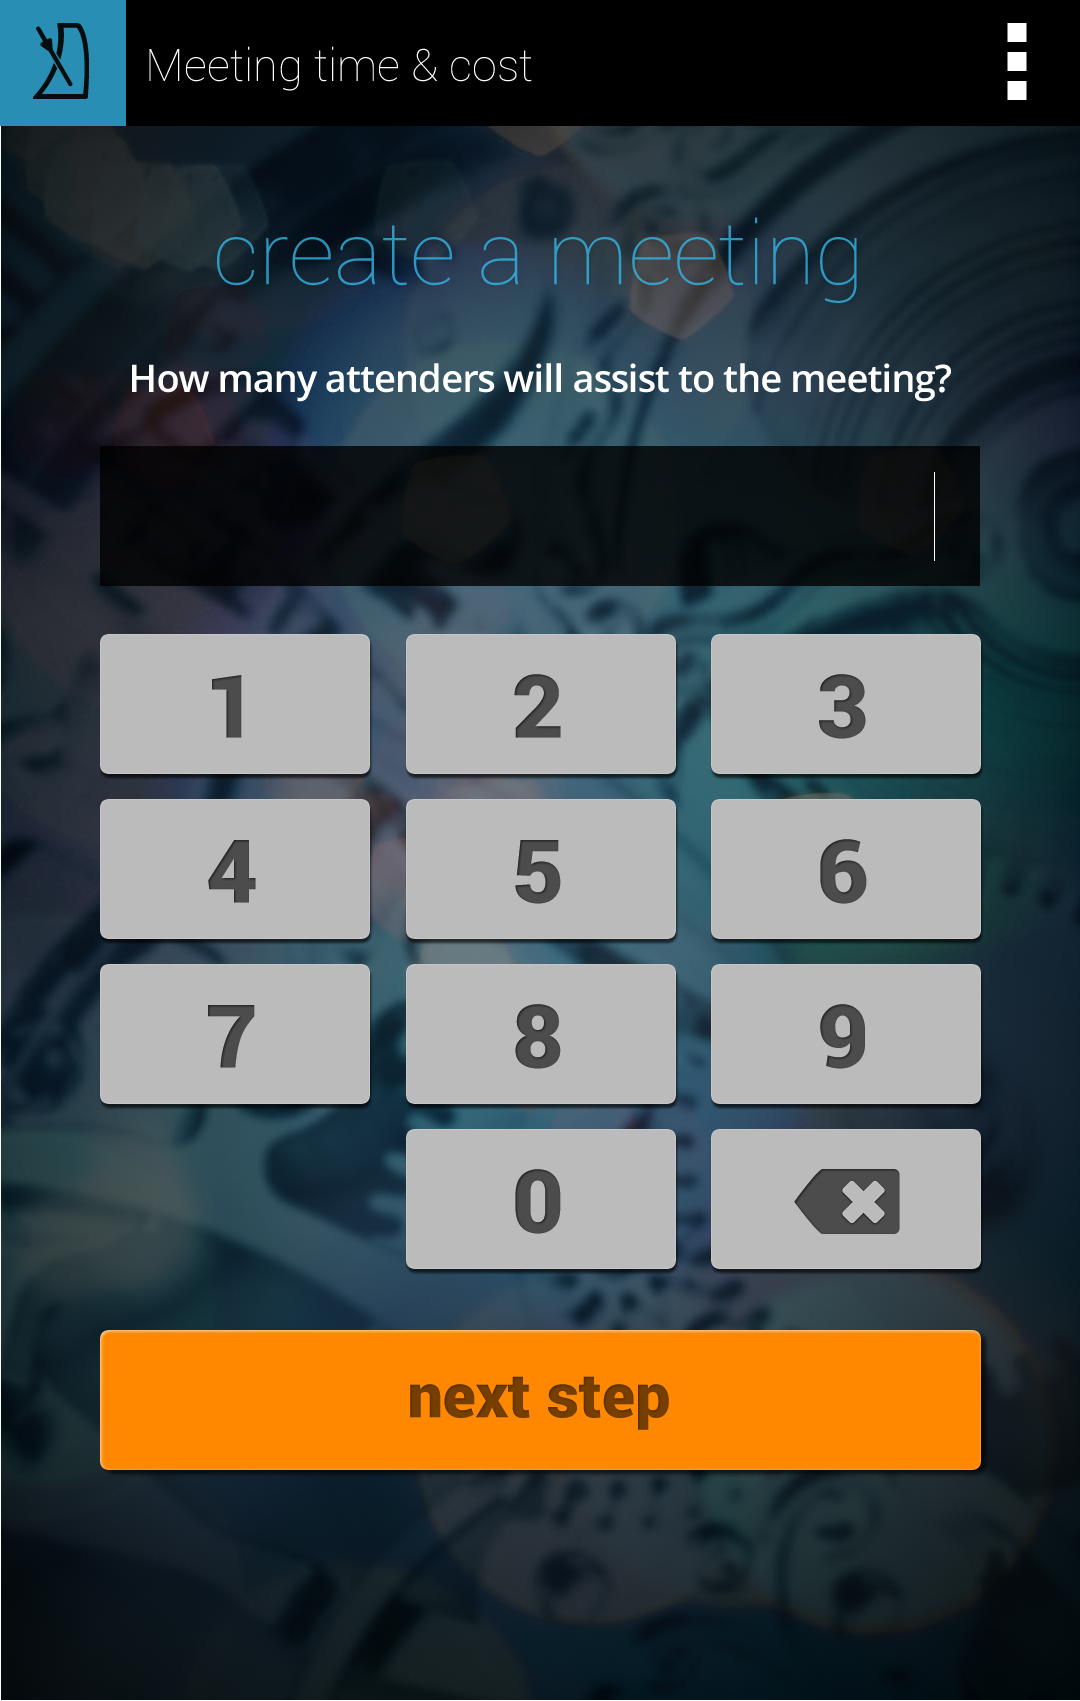 Meeting time & cost
create a meeting
How many attenders will assist to the meeting?
1 2 3
4 5 6
7 8 9
0
next step